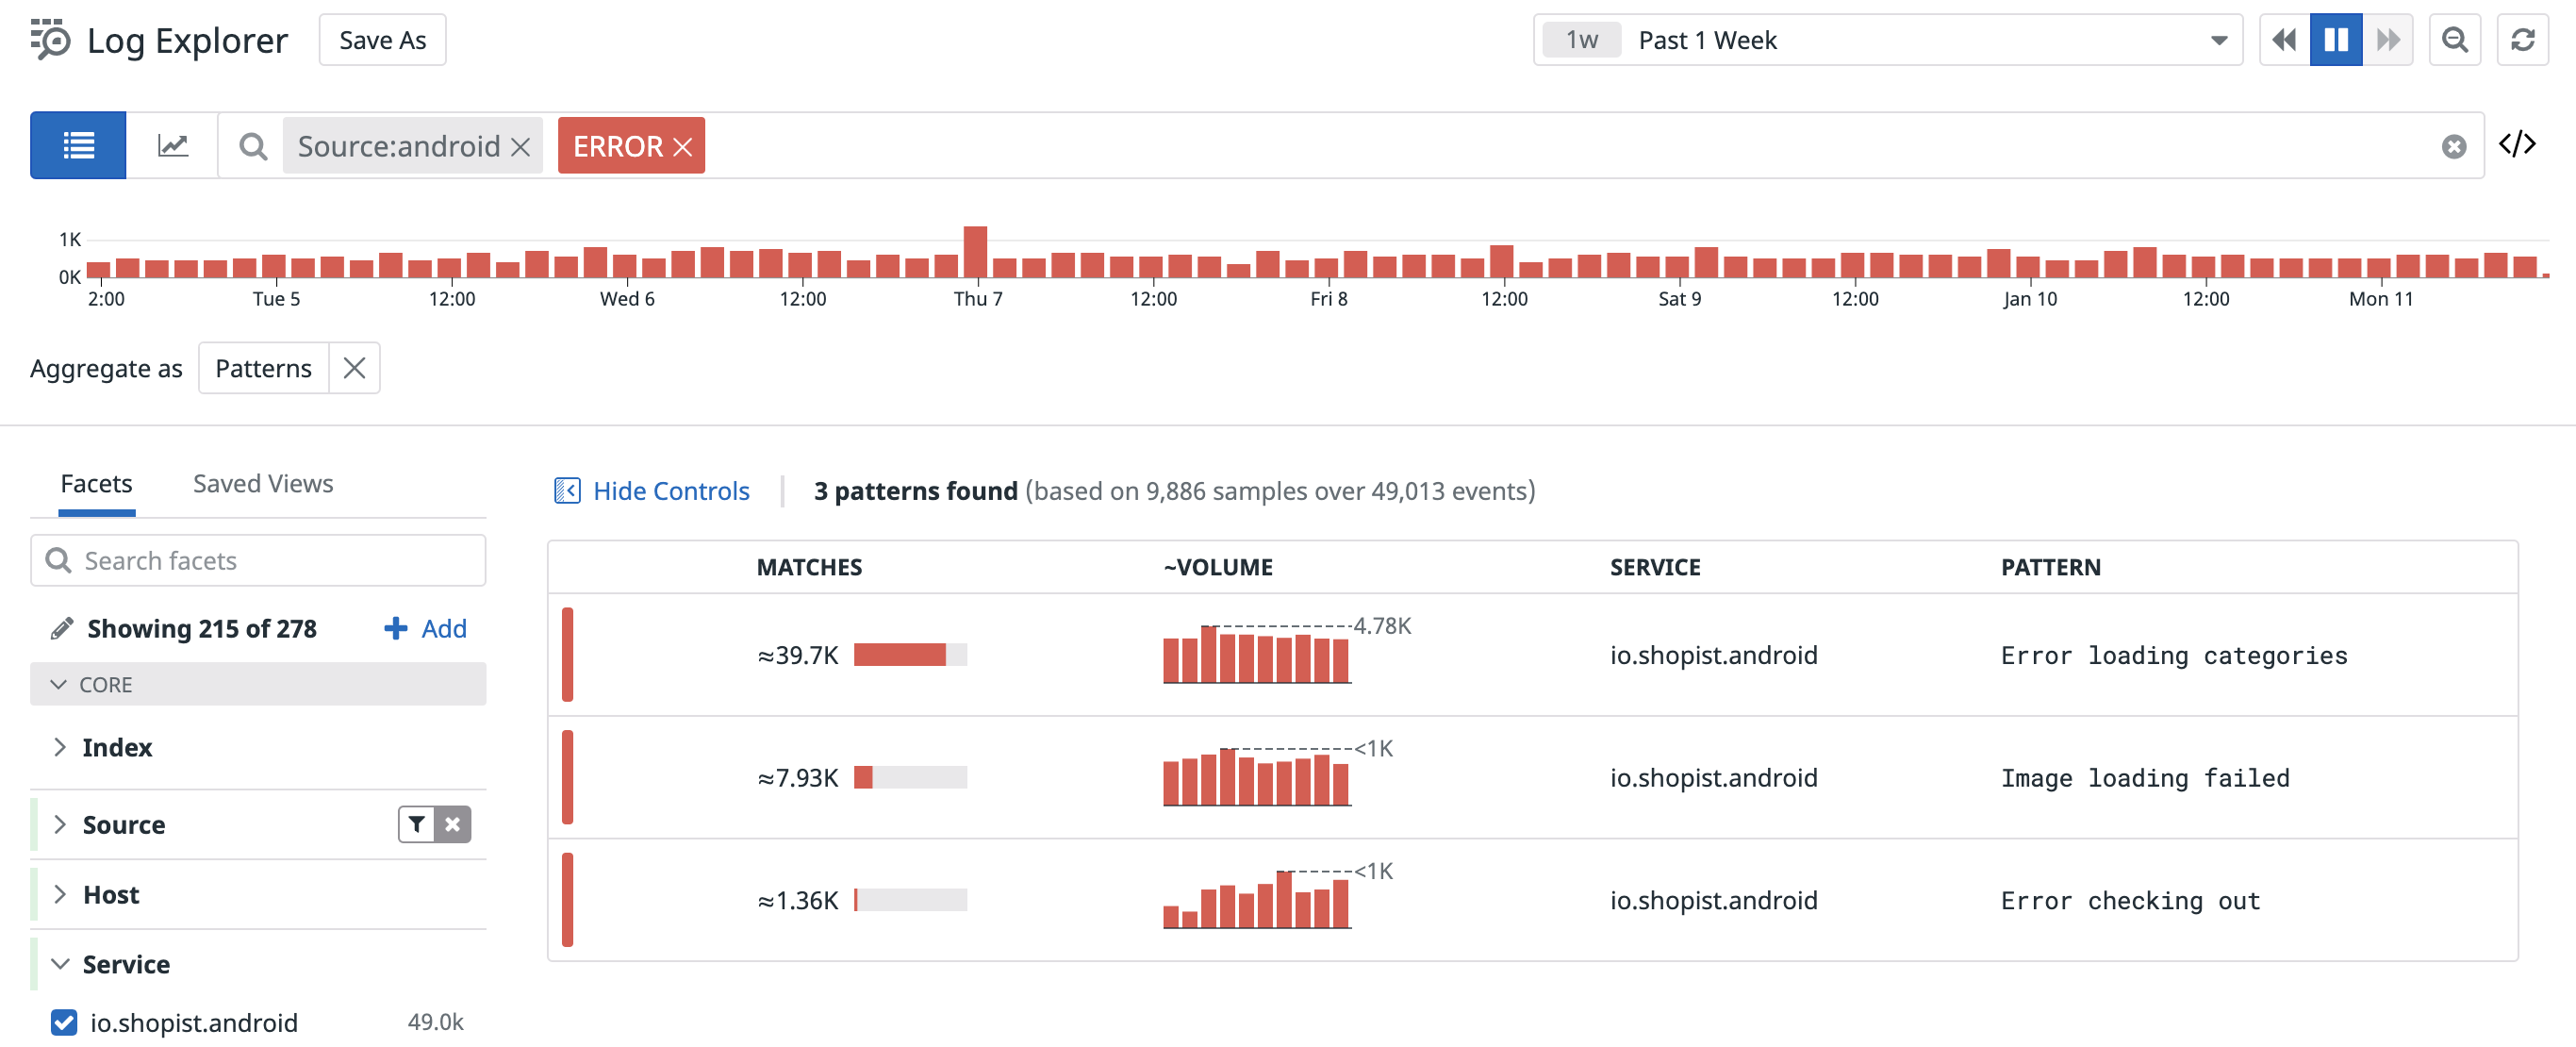 Log Explorer Save As 1w Past 1 Week
Source:android ERROR </>
1K
0K
2:00 Tue 5 12:00 Wed 6 12:00 Thu 7 12:00 Fri 8 12:00 Sat 9 12:00 Jan 10 12:00 Mon 11
Aggregate as Patterns
Facets Saved Views
Hide Controls 3 patterns found (based on 9,886 samples over 49,013 events)
Search facets
Showing 215 of 278 Add
CORE
Index
Source
Host
Service
io.shopist.android 49.0k
MATCHES ~VOLUME SERVICE PATTERN
≈39.7K 4.78K io.shopist.android Error loading categories
≈7.93K <1K io.shopist.android Image loading failed
≈1.36K <1K io.shopist.android Error checking out